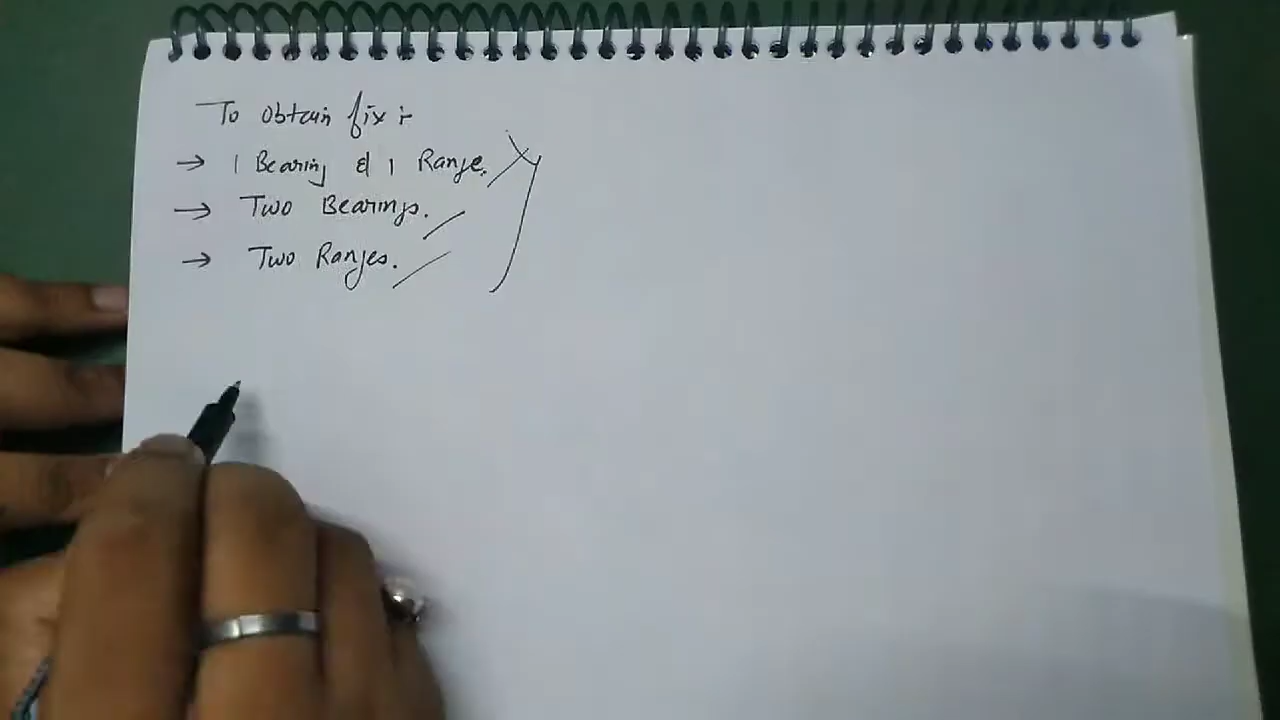 To Obtain fix :-
→ 1 Bearing & 1 Range.
→ Two Bearings.
→ Two Ranges.